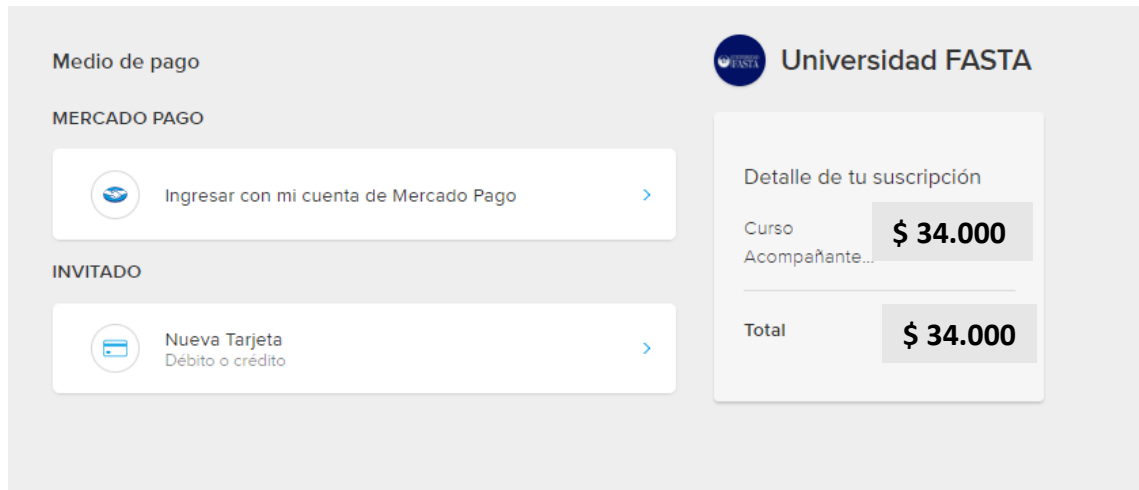 Medio de pago
MERCADO PAGO
Ingresar con mi cuenta de Mercado Pago
INVITADO
Nueva Tarjeta
Débito o crédito
FASTA
Universidad FASTA
Detalle de tu suscripción
Curso
Acompañante...
$ 34.000
Total
$ 34.000